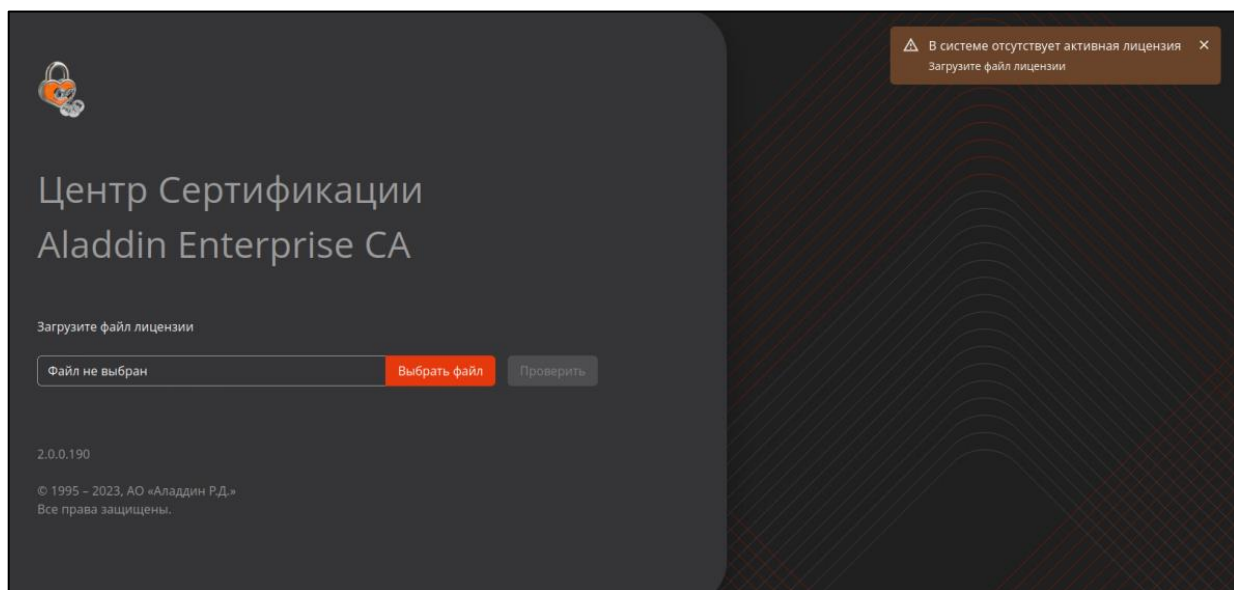 В системе отсутствует активная лицензия
Загрузите файл лицензии
Центр Сертификации
Aladdin Enterprise CA
Загрузите файл лицензии
Файл не выбран
Выбрать файл
Проверить
2.0.0.190
© 1995 – 2023, АО «Аладдин Р.Д.»
Все права защищены.